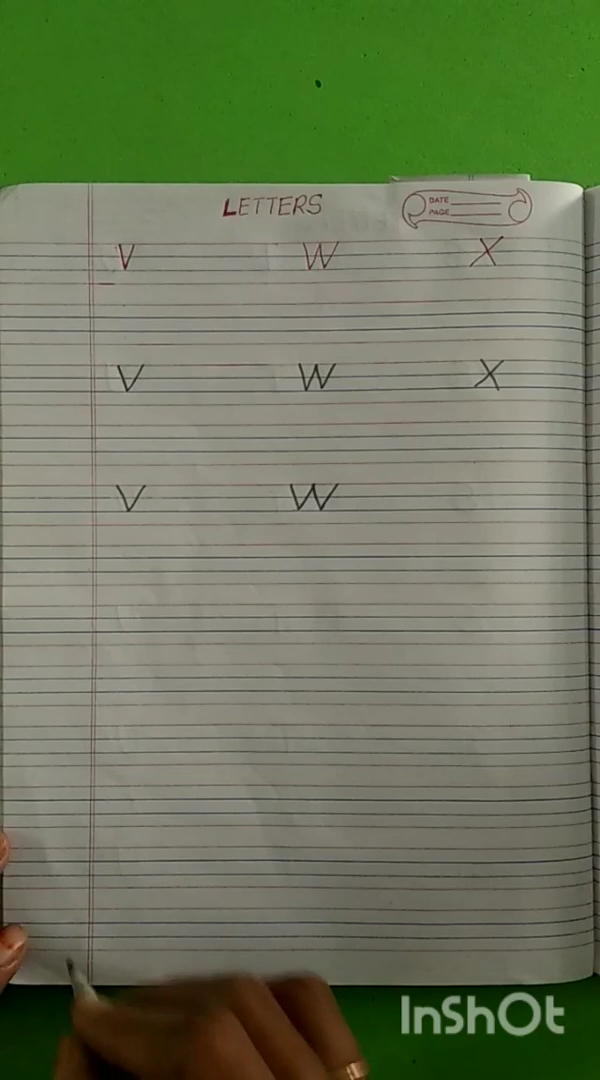 LETTERS
DATE
PAGE
V W X
V W X
V W
InShOt